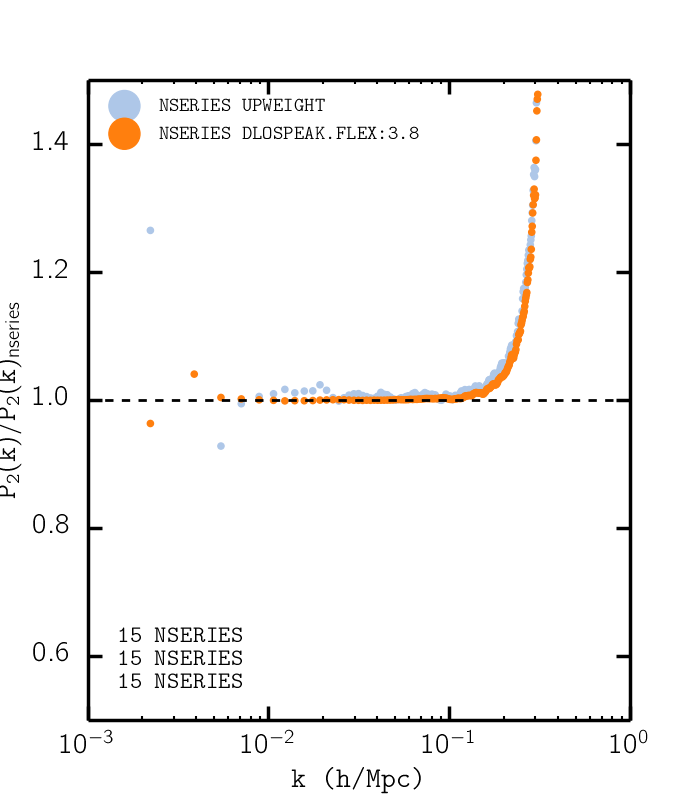 NSERIES UPWEIGHT
NSERIES DLOSPEAK.FLEX:3.8
1.4
1.2
1.0
0.8
0.6
P₂(k)/P₂(k)ₙₛₑᵣᵢₑₛ
15 NSERIES
15 NSERIES
15 NSERIES
10⁻³ 10⁻² 10⁻¹ 10⁰
k (h/Mpc)